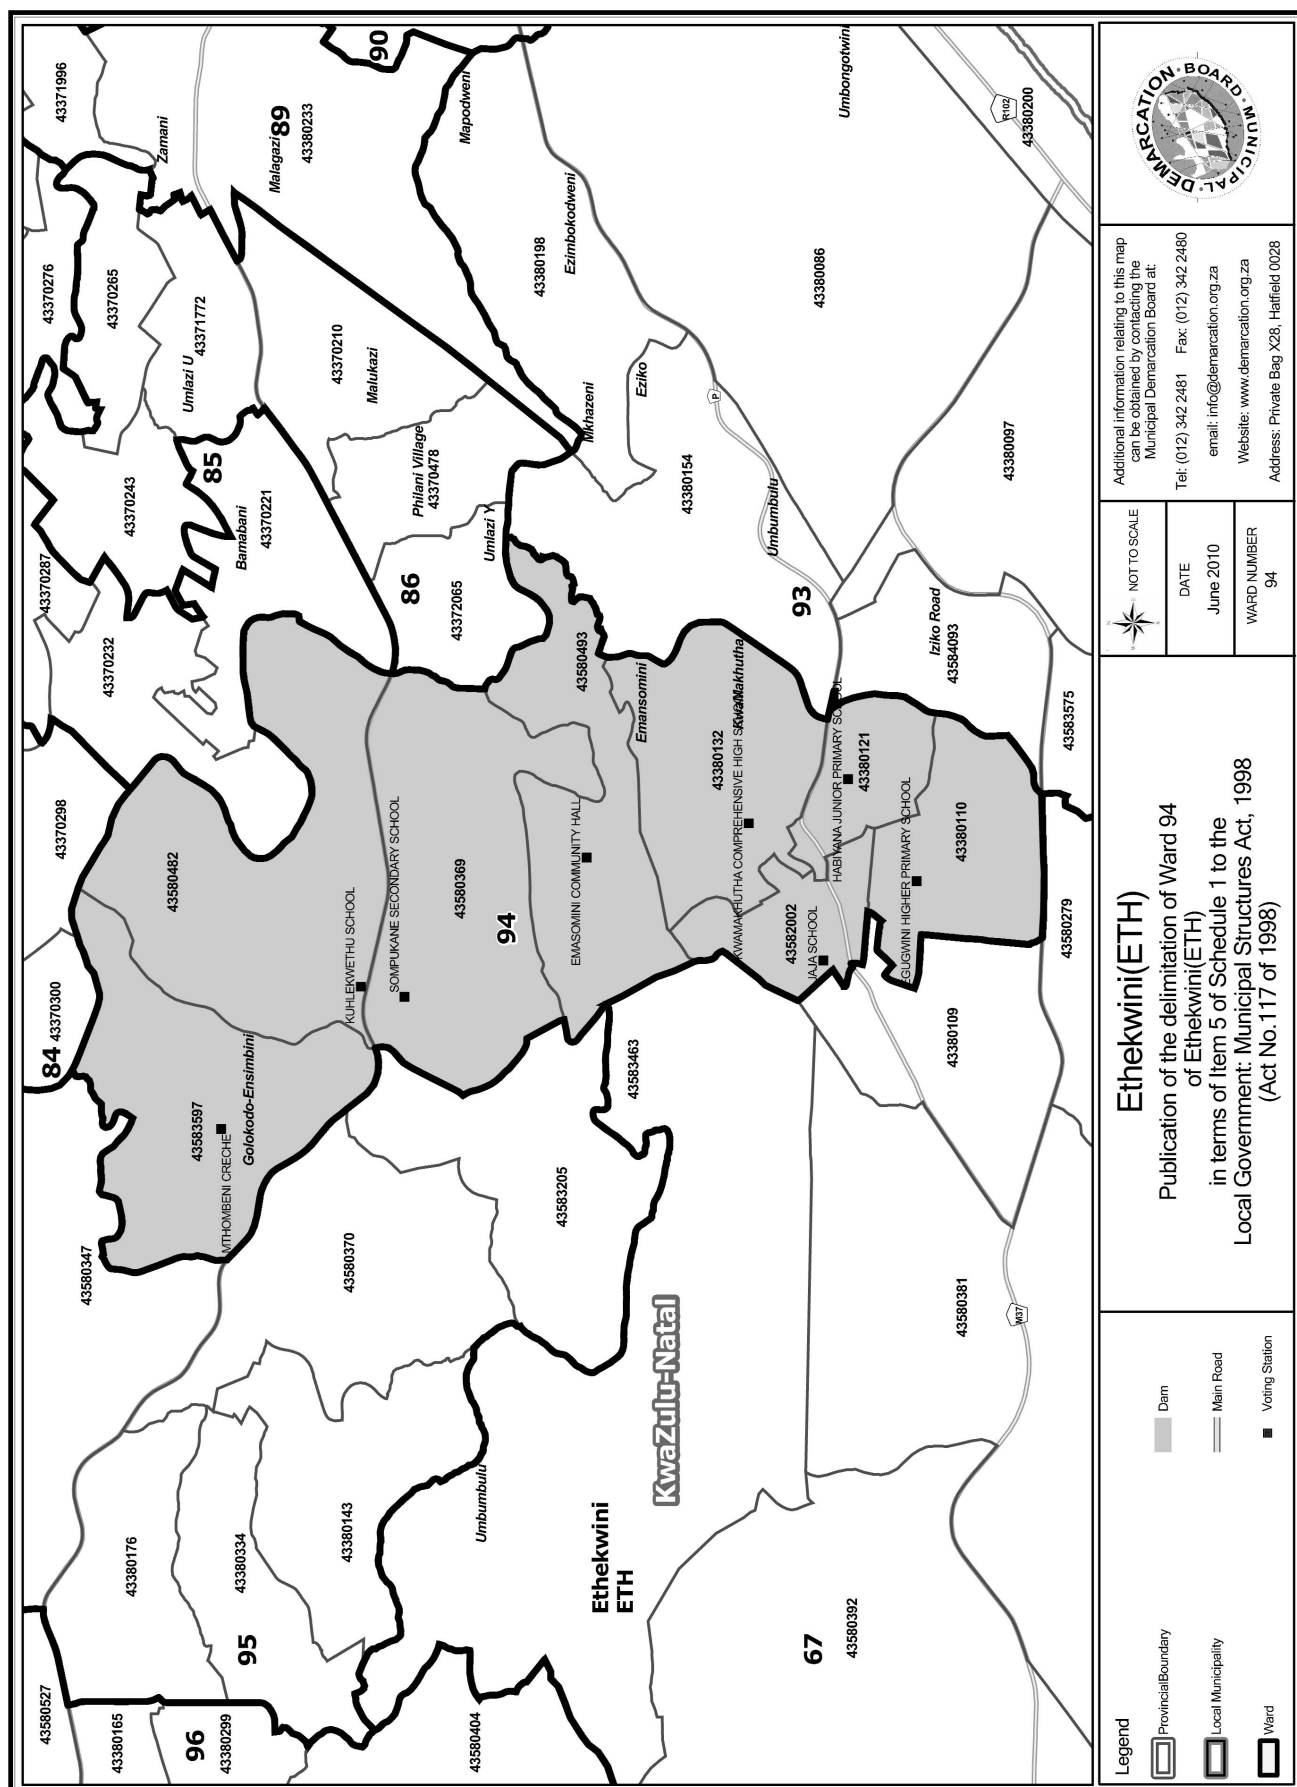 43580527
43380165
96
43380299
43380176
43380334
95
43380143
43580404
Umbumbulu
Ethekwini
ETH
KwaZulu-Natal
67
43580392
43580381
M37
43580347
43580370
43583205
43583463
84
43370300
43583597
MTHOMBENI CRECHE
Golokodo-Ensimbini
KUHLEKWETHU SCHOOL
SOMPUKANE SECONDARY SCHOOL
43580482
43580369
94
EMASOMINI COMMUNITY HALL
43580493
Emansomini
43380132
KWAMAKHUTHA COMPREHENSIVE HIGH SCHOOL
KwaMakhutha
43582002
JAJA SCHOOL
HABIYANA JUNIOR PRIMARY SCHOOL
43380121
EGUGWINI HIGHER PRIMARY SCHOOL
43380110
43380109
43580279
43583575
43370298
43370232
43370287
43370243
43370276
43370265
43371996
Zamani
Umlazi U
43371772
85
Bamabani
43370221
86
43372065
Umlazi Y
Philani Village
43370478
43370210
Malukazi
Malagazi
89
43380233
90
Mapodweni
43380198
Ezimbokodweni
Mkhazeni
Eziko
43380154
Umbumbulu
P
93
Iziko Road
43584093
43380097
43380086
Umbongotwini
R102
43380200
Legend
ProvincialBoundary
Local Municipality
Ward
Dam
Main Road
Voting Station
Ethekwini(ETH)
Publication of the delimitation of Ward 94
of Ethekwini(ETH)
in terms of Item 5 of Schedule 1 to the
Local Government: Municipal Structures Act, 1998
(Act No.117 of 1998)
NOT TO SCALE
DATE
June 2010
WARD NUMBER
94
Additional information relating to this map
can be obtained by contacting the
Municipal Demarcation Board at:
Tel: (012) 342 2481 Fax: (012) 342 2480
email: info@demarcation.org.za
Website: www.demarcation.org.za
Address: Private Bag X28, Hatfield 0028
MUNICIPAL DEMARCATION BOARD